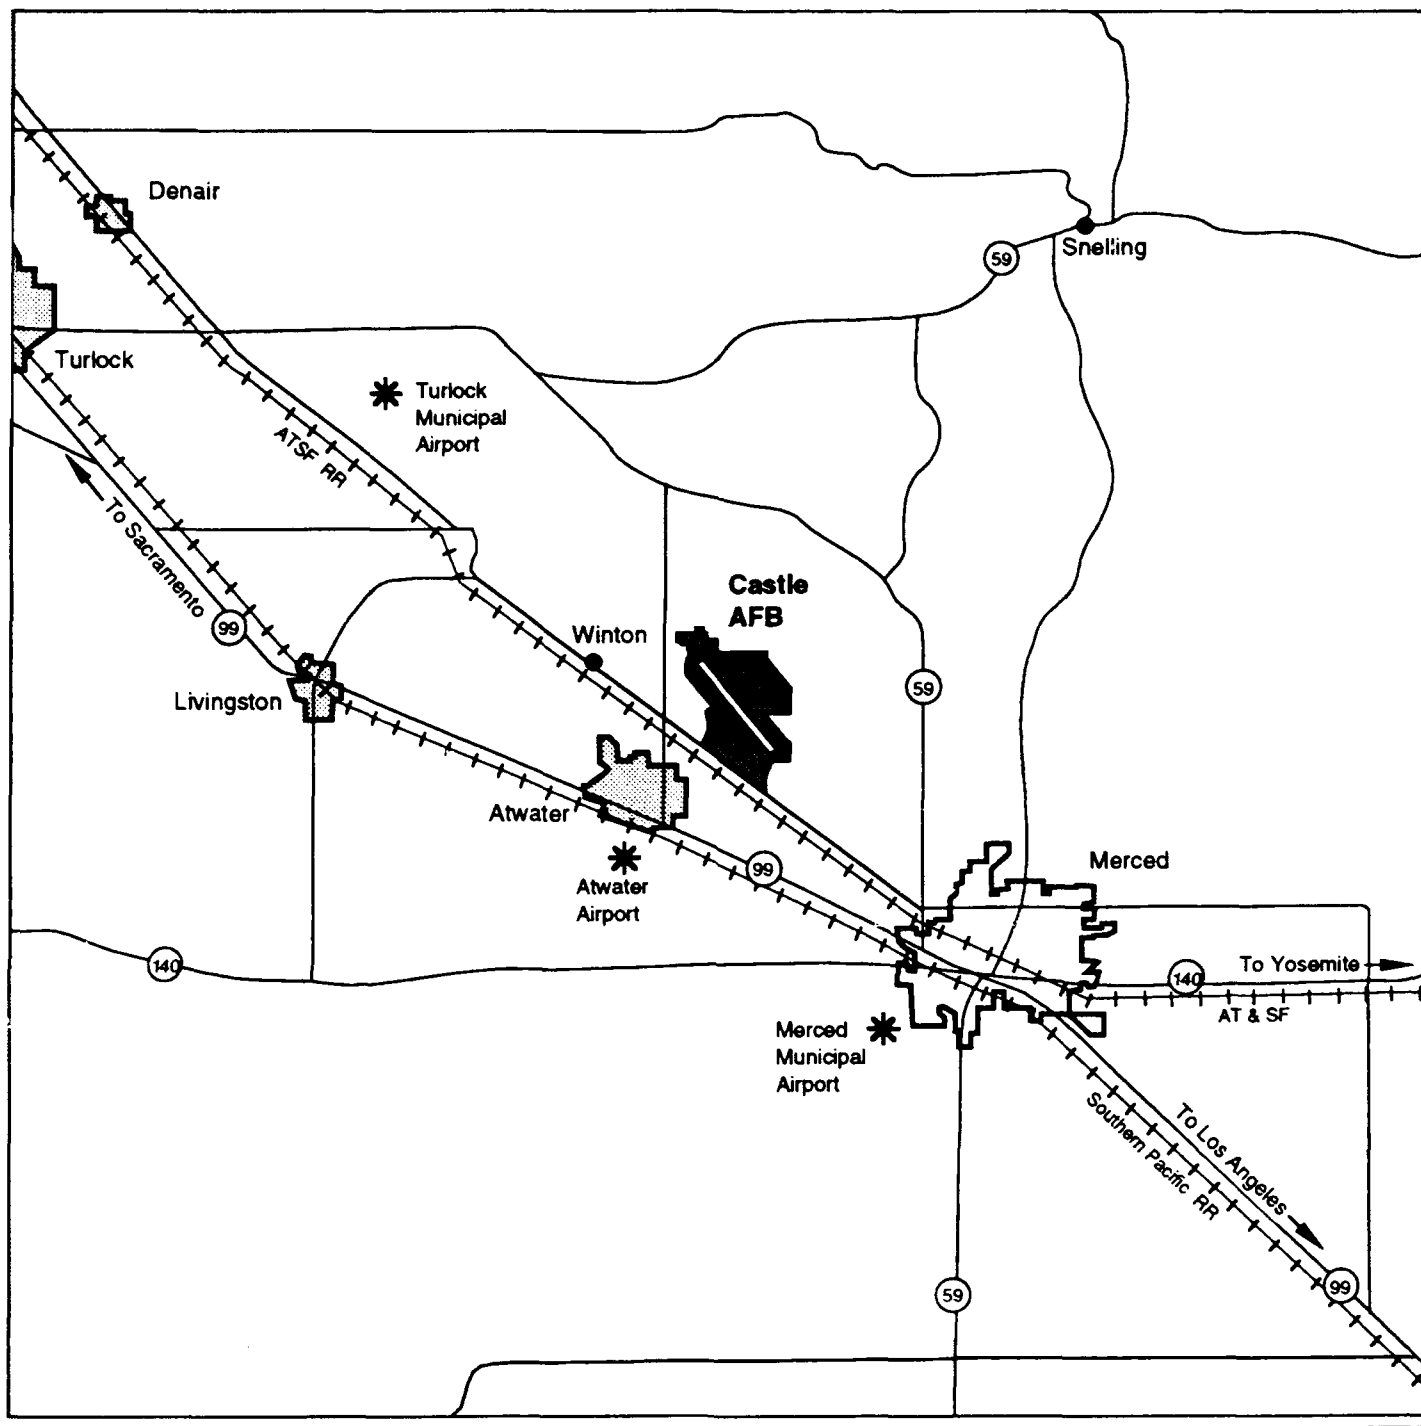 Denair
59
Snelling
Turlock
Turlock
Municipal
Airport
ATSF RR
To Sacramento
99
Castle
AFB
Winton
59
Livingston
Atwater
99
Atwater
Airport
Merced
140
To Yosemite
140
AT & SF
Merced
Municipal
Airport
To Los Angeles
Southern Pacific RR
59
99